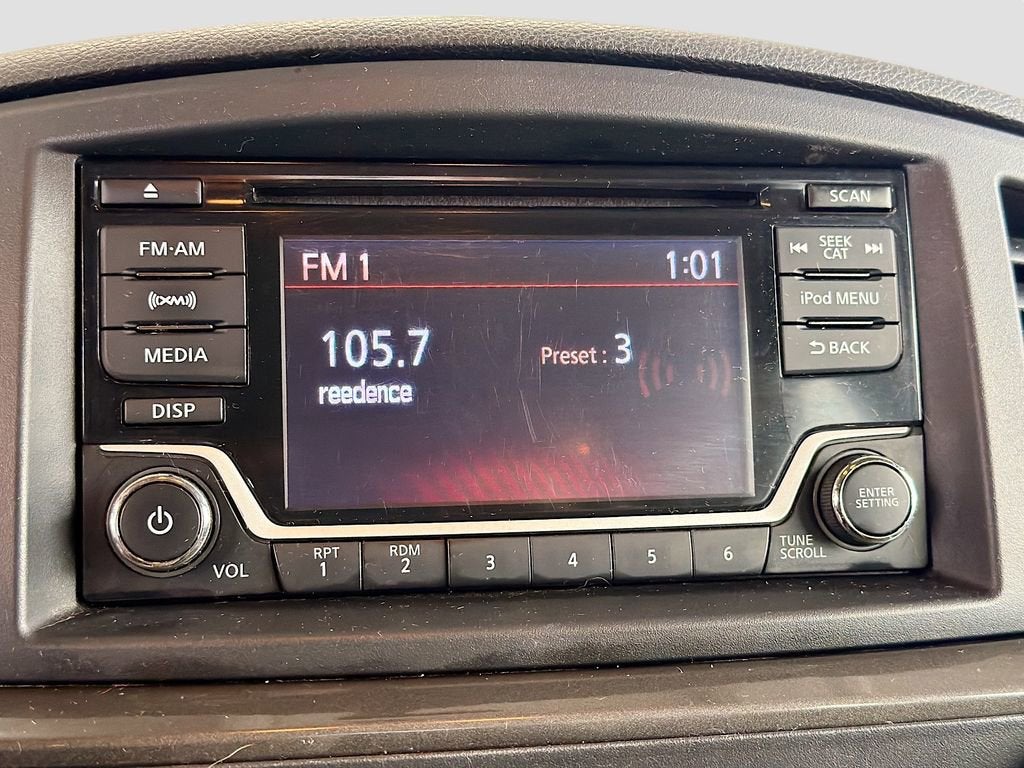 SCAN
FM·AM
SEEK
CAT
XM
iPod MENU
MEDIA
BACK
DISP
FM 1 1:01
105.7 Preset : 3
reedence
VOL
RPT
1
RDM
2
3
4
5
6
TUNE
SCROLL
ENTER
SETTING